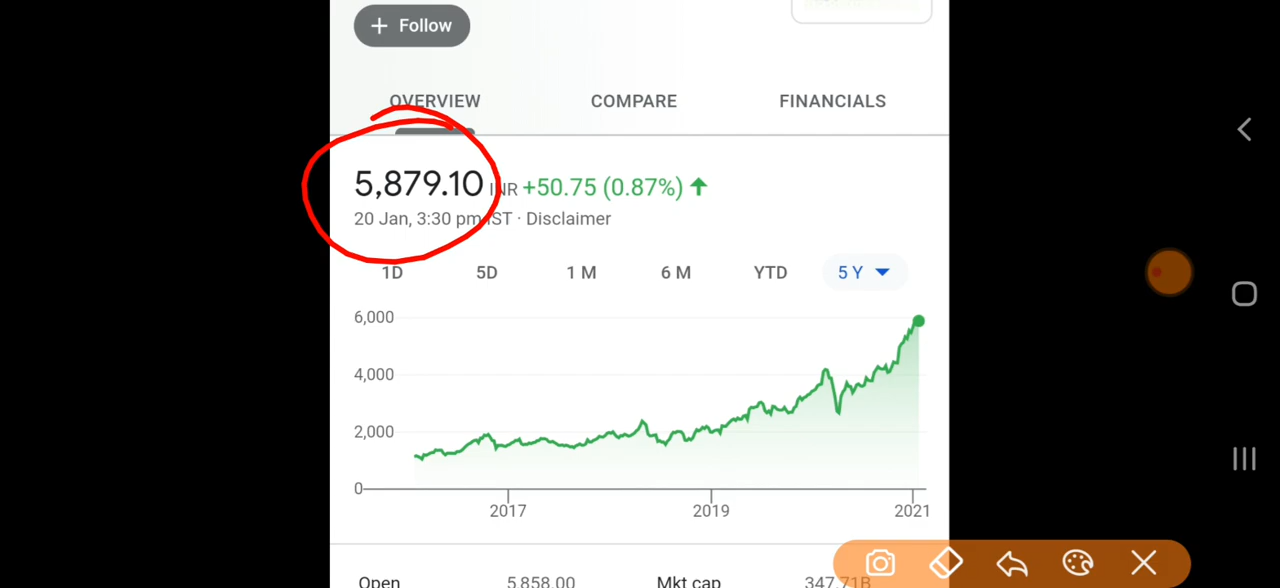 + Follow
OVERVIEW COMPARE FINANCIALS
5,879.10 INR +50.75 (0.87%)
20 Jan, 3:30 pm IST · Disclaimer
1D 5D 1 M 6 M YTD 5 Y
6,000
4,000
2,000
0
2017 2019 2021
Open 5,858.00 Mkt cap 347.71B